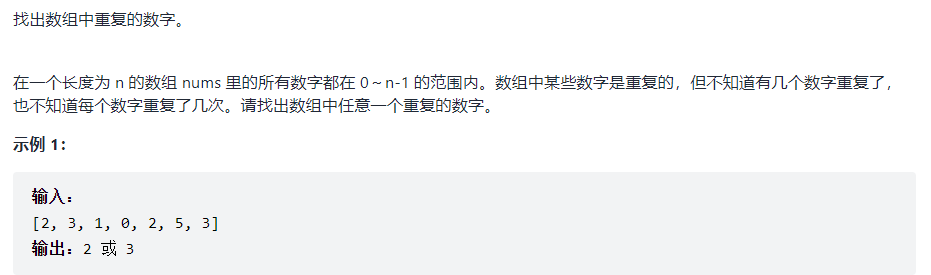 找出数组中重复的数字。
在一个长度为 n 的数组 nums 里的所有数字都在 0～n-1 的范围内。数组中某些数字是重复的，但不知道有几个数字重复了，
也不知道每个数字重复了几次。请找出数组中任意一个重复的数字。
示例 1：
输入：
[2, 3, 1, 0, 2, 5, 3]
输出：2 或 3